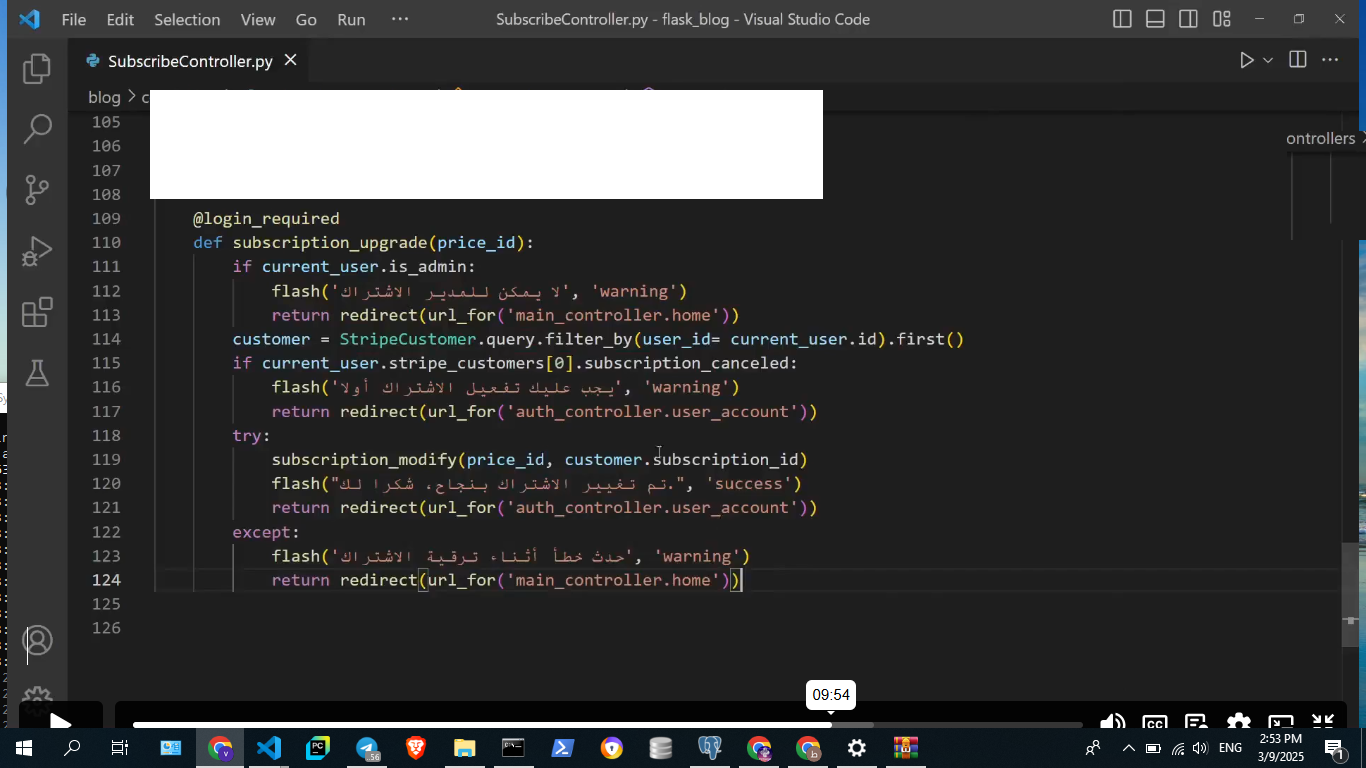 File Edit Selection View Go Run ··· SubscribeController.py - flask_blog - Visual Studio Code
SubscribeController.py
blog > c
ontrollers
105
106
107
108
109 @login_required
110 def subscription_upgrade(price_id):
111 if current_user.is_admin:
112 flash('لا يمكن للمدير الاشتراك', 'warning')
113 return redirect(url_for('main_controller.home'))
114 customer = StripeCustomer.query.filter_by(user_id= current_user.id).first()
115 if current_user.stripe_customers[0].subscription_canceled:
116 flash('يجب عليك تفعيل الاشتراك أولا', 'warning')
117 return redirect(url_for('auth_controller.user_account'))
118 try:
119 subscription_modify(price_id, customer.subscription_id)
120 flash("تم تغيير الاشتراك بنجاح، شكرا لك.", 'success')
121 return redirect(url_for('auth_controller.user_account'))
122 except:
123 flash('حدث خطأ أثناء ترقية الاشتراك', 'warning')
124 return redirect(url_for('main_controller.home'))
125
126
09:54
CC
PC
56
ENG
2:53 PM
3/9/2025
1